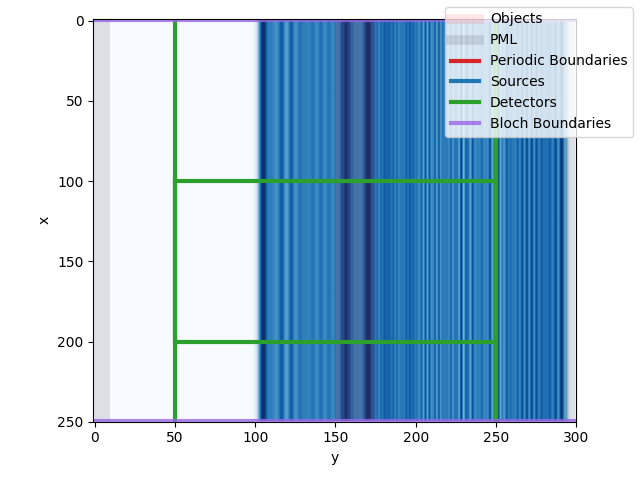 Objects
PML
Periodic Boundaries
Sources
Detectors
Bloch Boundaries
0
50
100
150
200
250
x
0 50 100 150 200 250 300
y